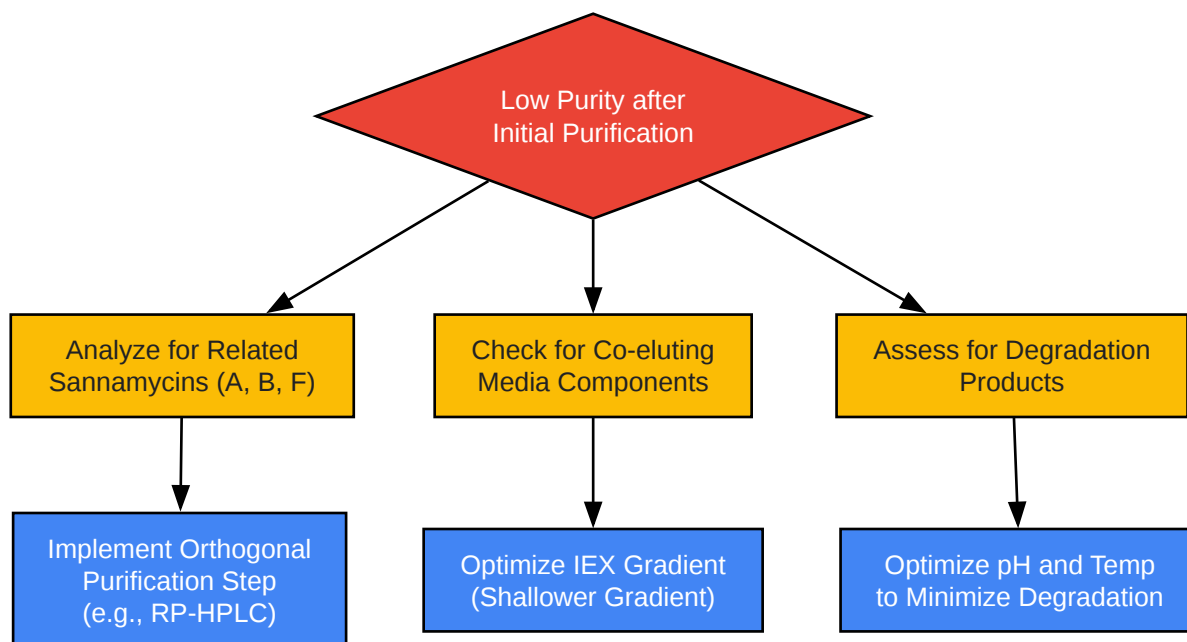 Low Purity after
Initial Purification
Analyze for Related
Sannamycins (A, B, F)
Check for Co-eluting
Media Components
Assess for Degradation
Products
Implement Orthogonal
Purification Step
(e.g., RP-HPLC)
Optimize IEX Gradient
(Shallower Gradient)
Optimize pH and Temp
to Minimize Degradation